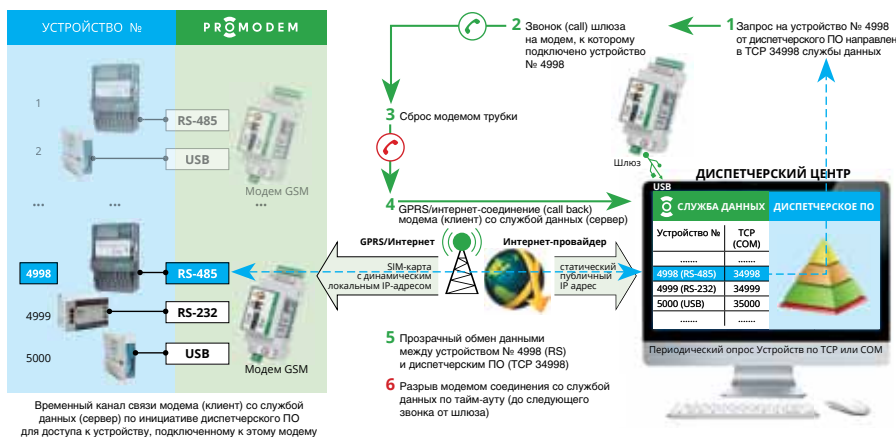 УСТРОЙСТВО №
PROMODEM
1
RS-485
2
USB
Модем GSM
...
...
...
4998
RS-485
4999
RS-232
5000
USB
Модем GSM
Временный канал связи модема (клиент) со службой
данных (сервер) по инициативе диспетчерского ПО
для доступа к устройству, подключенному к этому модему
2 Звонок (call) шлюза
на модем, к которому
подключено устройство
№ 4998
1 Запрос на устройство № 4998
от диспетчерского ПО направлен
в TCP 34998 службы данных
3 Сброс модемом трубки
Шлюз
4 GPRS/интернет-соединение (call back)
модема (клиент) со службой данных (сервер)
GPRS/Интернет
SIM-карта
с динамическим
локальным IP-адресом
Интернет-провайдер
статический
публичный
IP адрес
5 Прозрачный обмен данными
между устройством № 4998 (RS)
и диспетчерским ПО (TCP 34998)
6 Разрыв модемом соединения со службой
данных по тайм-ауту (до следующего
звонка от шлюза)
ДИСПЕТЧЕРСКИЙ ЦЕНТР
USB
СЛУЖБА ДАННЫХ
ДИСПЕТЧЕРСКОЕ ПО
Устройство № TCP
(COM)
....... .......
4998 (RS-485) 34998
4999 (RS-232) 34999
5000 (USB) 35000
....... .......
Периодический опрос Устройств по TCP или COM